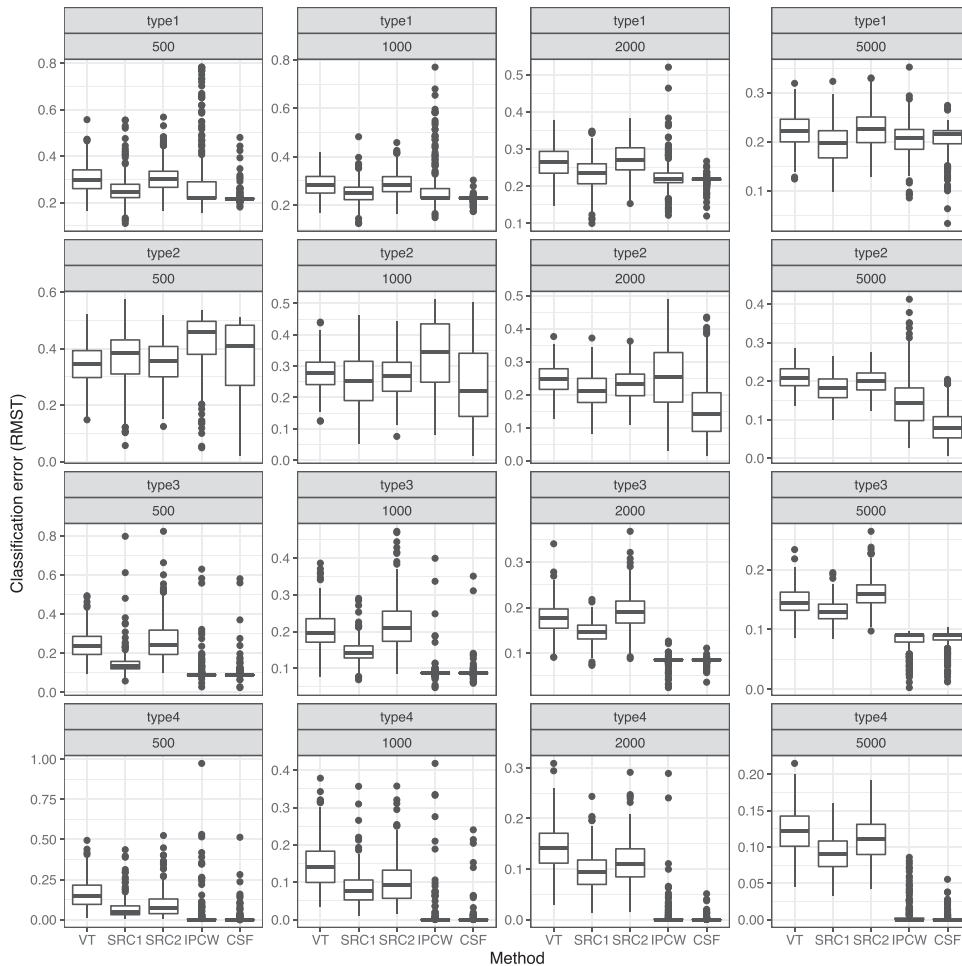 type1 type1 type1 type1
500 1000 2000 5000
0.8 0.8 0.5 0.3
0.6 0.6 0.4 0.2
0.4 0.4 0.3 0.1
0.2 0.2 0.2
0.1
type2 type2 type2 type2
500 1000 2000 5000
0.6 0.5 0.5 0.4
0.4 0.4 0.4 0.3
0.2 0.3 0.3 0.2
0.0 0.2 0.2 0.1
0.1 0.1 0.0
0.0 0.0
type3 type3 type3 type3
500 1000 2000 5000
0.8 0.4 0.3 0.2
0.6 0.3 0.2 0.1
0.4 0.2 0.1 0.0
0.2 0.1
0.0
type4 type4 type4 type4
500 1000 2000 5000
1.00 0.4 0.3 0.20
0.75 0.3 0.2 0.15
0.50 0.2 0.1 0.10
0.25 0.1 0.0 0.05
0.00 0.0 0.00
VT SRC1 SRC2 IPCW CSF VT SRC1 SRC2 IPCW CSF VT SRC1 SRC2 IPCW CSF VT SRC1 SRC2 IPCW CSF
Classification error (RMST)
Method